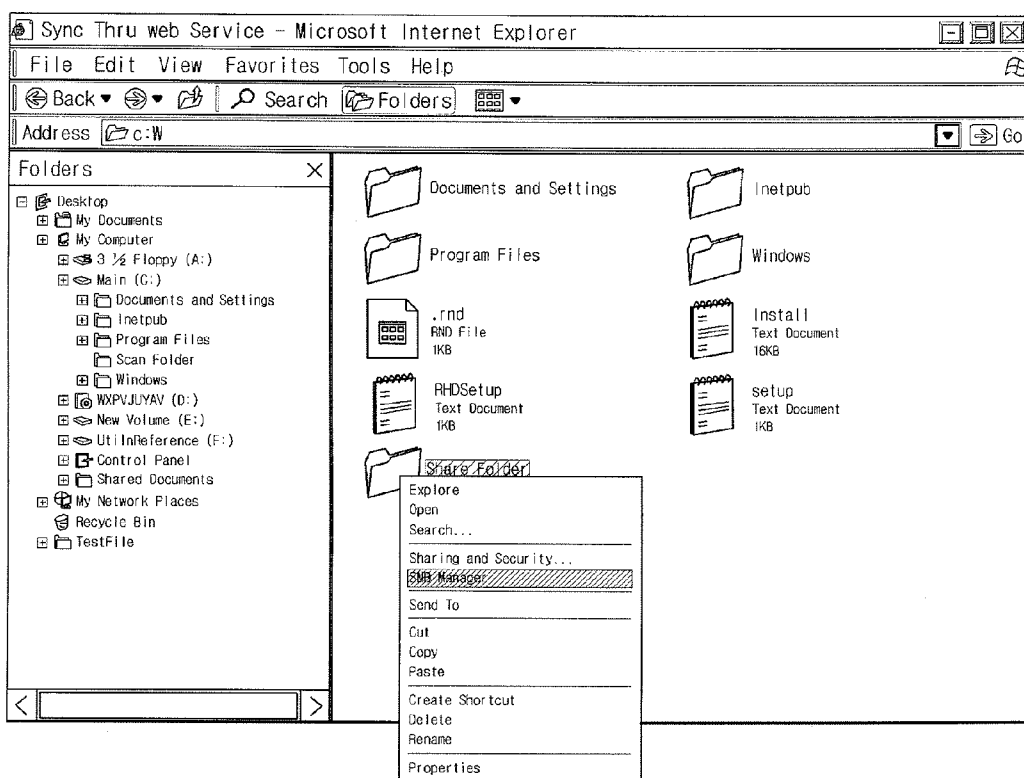 Sync Thru web Service - Microsoft Internet Explorer
File Edit View Favorites Tools Help
Back Search Folders
Address c:W Go
Folders
Desktop
My Documents
My Computer
3 ½ Floppy (A:)
Main (C:)
Documents and Settings
Inetpub
Program Files
Scan Folder
Windows
WXPVJUYAV (D:)
New Volume (E:)
UtilnReference (F:)
Control Panel
Shared Documents
My Network Places
Recycle Bin
TestFile
Documents and Settings
Inetpub
Program Files
Windows
.rnd
RND File
1KB
Install
Text Document
16KB
RHDSetup
Text Document
1KB
setup
Text Document
1KB
Share Folder
Explore
Open
Search...
Sharing and Security...
SMB Manager
Send To
Cut
Copy
Paste
Create Shortcut
Delete
Rename
Properties